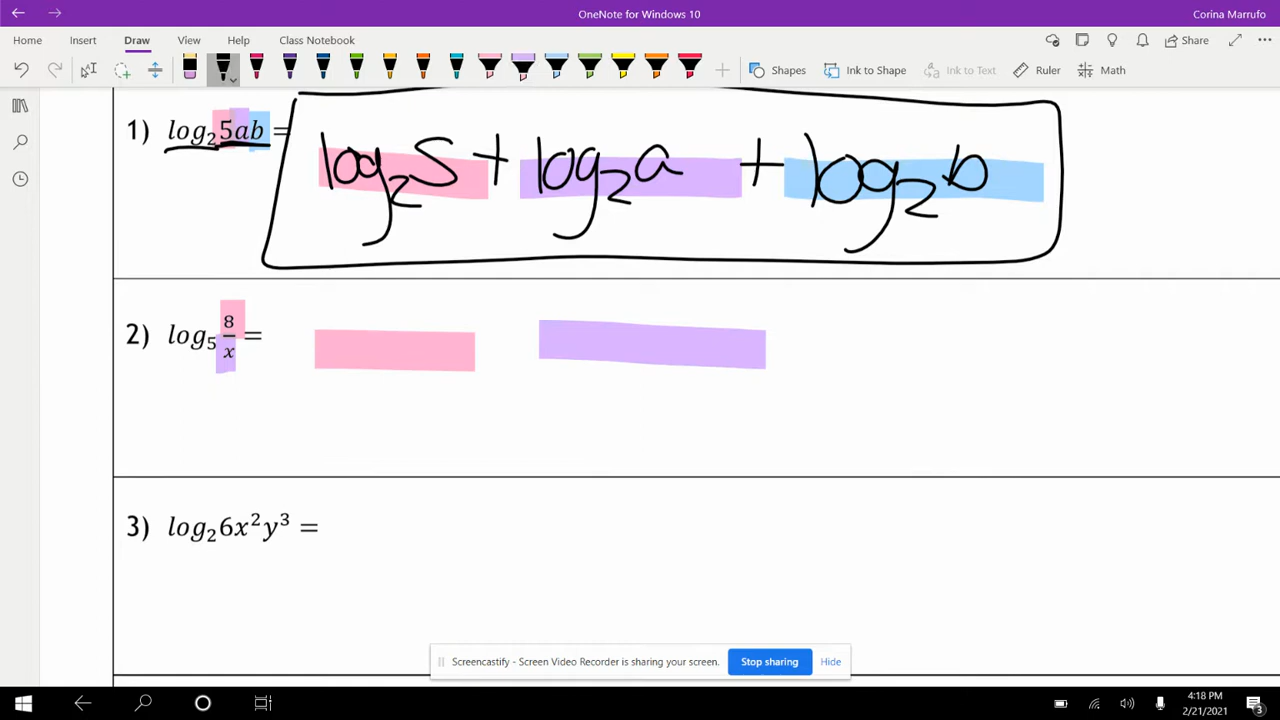 OneNote for Windows 10
Corina Marrufo
Home Insert Draw View Help Class Notebook
Share
Shapes Ink to Shape Ink to Text Ruler Math
1) log₂5ab = log₂5 + log₂a + log₂b
2) log₅ 8/x =
3) log₂6x²y³ =
Screencastify - Screen Video Recorder is sharing your screen. Stop sharing Hide
4:18 PM
2/21/2021
3